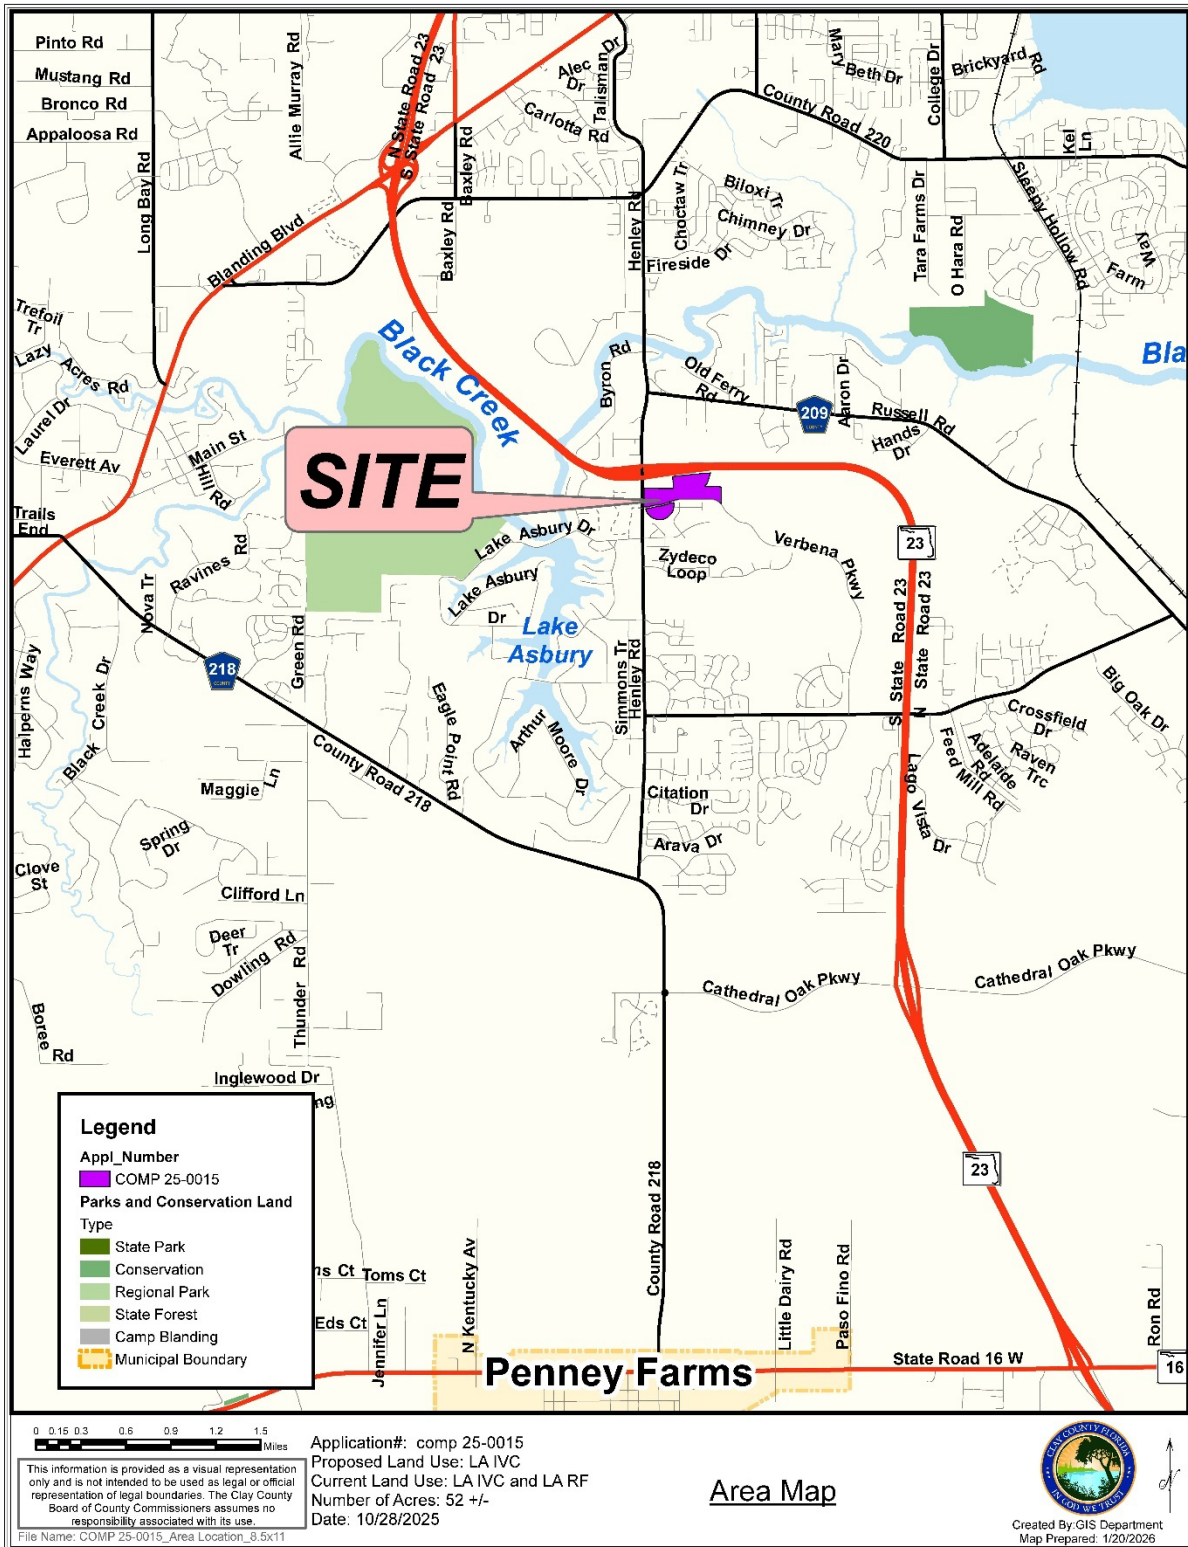 Pinto Rd
Mustang Rd
Bronco Rd
Appaloosa Rd
Allie Murray Rd
Long Bay Rd
N State Road 23
S State Road 23
Baxley Rd
Baxley Rd
Alec
Dr
Talisman Dr
Carlotta Rd
Mary
Beth Dr
College Dr
Brickyard Rd
County Road 220
Kel
Ln
Sleepy Hollow Rd
Henley Rd
Choctaw Tr
Biloxi Tr
Chimney Dr
Fireside Dr
Tara Farms Dr
O Hara Rd
Farm
Way
Blanding Blvd
Trefoil
Tr
Lazy Acres Rd
Laurel Dr
Everett Av
Main St
Hill Rd
Trails
End
Black Creek
Bla
Byron Rd
Old Ferry
Rd
209
COUNTY
Aaron Dr
Russell Rd
Hands
Dr
SITE
23
Lake Asbury Dr
Lake Asbury
Dr
Lake
Asbury
Zydeco
Loop
Verbena Pkwy
S State Road 23
N State Road 23
Ravines Rd
Nova Tr
Green Rd
218
COUNTY
Halperns Way
Black Creek Dr
Simmons Tr
Henley Rd
Eagle Point Rd
Arthur Moore Dr
County Road 218
Maggie Ln
Spring
Dr
Clove
St
Clifford Ln
Deer
Tr
Dowling Rd
Thunder Rd
Boree Rd
Citation
Dr
Arava Dr
Lago Vista Dr
Feed Mill Rd
Adelaide
Rd
Raven
Trc
Crossfield
Dr
Big Oak Dr
Cathedral Oak Pkwy
Cathedral Oak Pkwy
Inglewood Dr
ng
County Road 218
23
ns Ct
Toms Ct
Eds Ct
Jennifer Ln
N Kentucky Av
Little Dairy Rd
Paso Fino Rd
Ron Rd
Penney Farms
State Road 16 W
16
Legend
Appl_Number
COMP 25-0015
Parks and Conservation Land
Type
State Park
Conservation
Regional Park
State Forest
Camp Blanding
Municipal Boundary
0 0.15 0.3 0.6 0.9 1.2 1.5
Miles
This information is provided as a visual representation
only and is not intended to be used as legal or official
representation of legal boundaries. The Clay County
Board of County Commissioners assumes no
responsibility associated with its use.
File Name: COMP 25-0015_Area Location_8.5x11
Application#: comp 25-0015
Proposed Land Use: LA IVC
Current Land Use: LA IVC and LA RF
Number of Acres: 52 +/-
Date: 10/28/2025
Area Map
CLAY COUNTY FLORIDA
IN GOD WE TRUST
N
Created By:GIS Department
Map Prepared: 1/20/2026